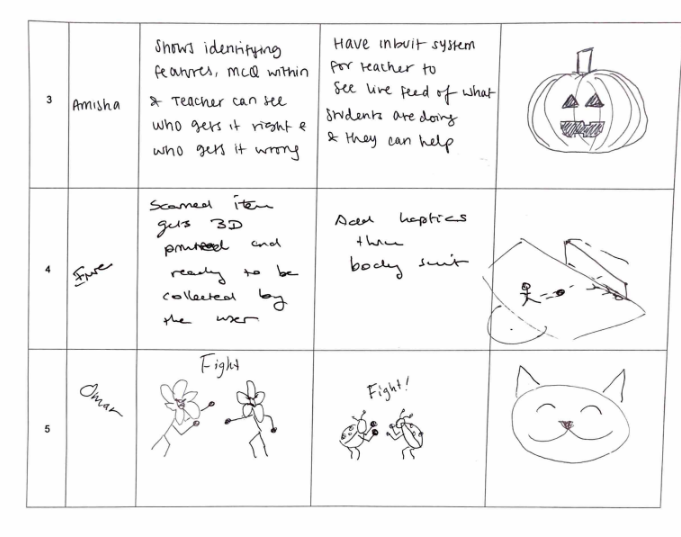 3
Amisha
Shows identifying
features, MCQ within
& Teacher can see
who gets it right &
who gets it wrong
Have inbuit system
for teacher to
see live feed of what
students are doing
& they can help
4
Scanned item
gets 3D
printed and
ready to be
collected by
the user
Add haptics
thru
body suit
5
Omar
Fight
Fight!